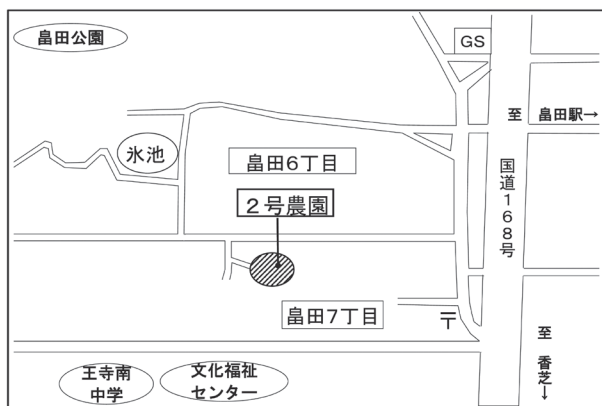 畠田公園
GS
至 畠田駅→
氷池
畠田6丁目
国道168号
2号農園
畠田7丁目
〒
至 香芝↓
王寺南
中学
文化福祉
センター